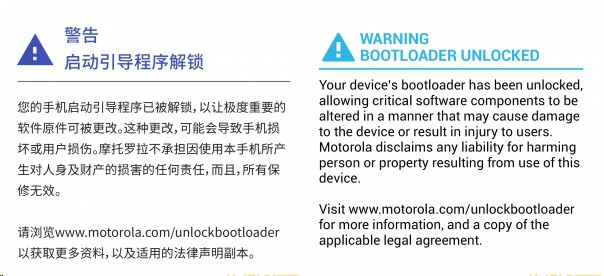 警告
启动引导程序解锁
您的手机启动引导程序已被解锁，以让极度重要的
软件原件可被更改。这种更改，可能会导致手机损
坏或用户损伤。摩托罗拉不承担因使用本手机所产
生对人身及财产的损害的任何责任，而且，所有保
修无效。
请浏览www.motorola.com/unlockbootloader
以获取更多资料，以及适用的法律声明副本。
WARNING
BOOTLOADER UNLOCKED
Your device's bootloader has been unlocked,
allowing critical software components to be
altered in a manner that may cause damage
to the device or result in injury to users.
Motorola disclaims any liability for harming
person or property resulting from use of this
device.
Visit www.motorola.com/unlockbootloader
for more information, and a copy of the
applicable legal agreement.